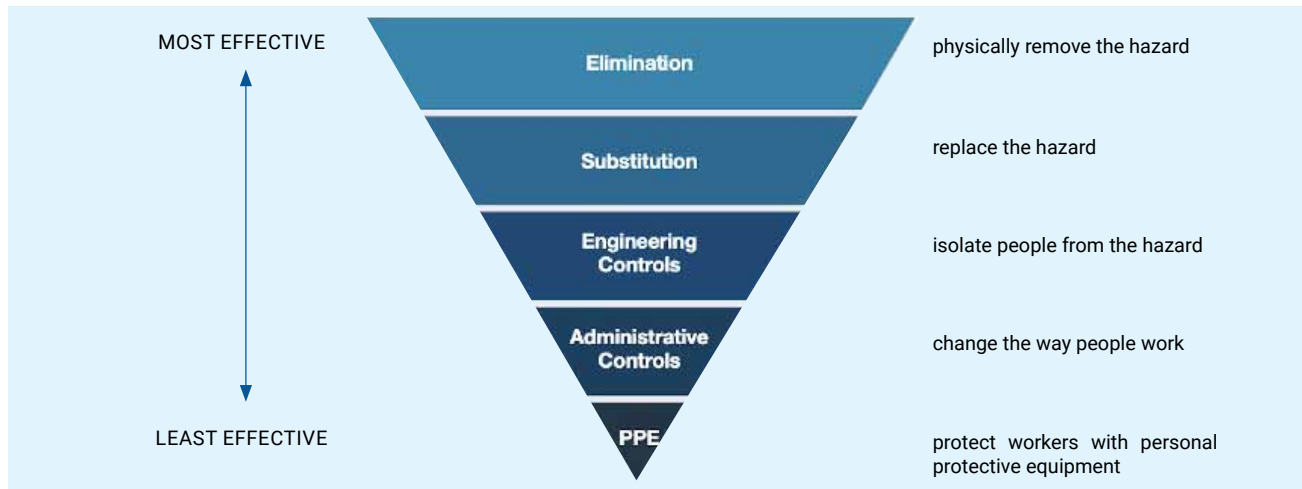 MOST EFFECTIVE
Elimination
physically remove the hazard
Substitution
replace the hazard
Engineering
Controls
isolate people from the hazard
Administrative
Controls
change the way people work
LEAST EFFECTIVE
PPE
protect workers with personal
protective equipment